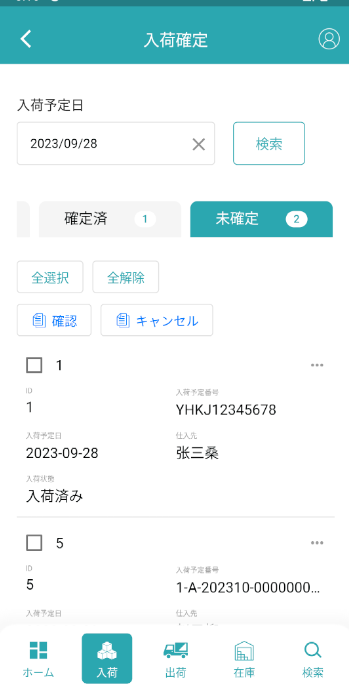 入荷確定
入荷予定日
2023/09/28
検索
確定済 1
未確定 2
全選択
全解除
確認
キャンセル
1
ID
1
入荷予定番号
YHKJ12345678
入荷予定日
2023-09-28
仕入先
张三桑
入荷状態
入荷済み
5
ID
5
入荷予定番号
1-A-202310-0000000...
入荷予定日
仕入先
ホーム
入荷
出荷
在庫
検索